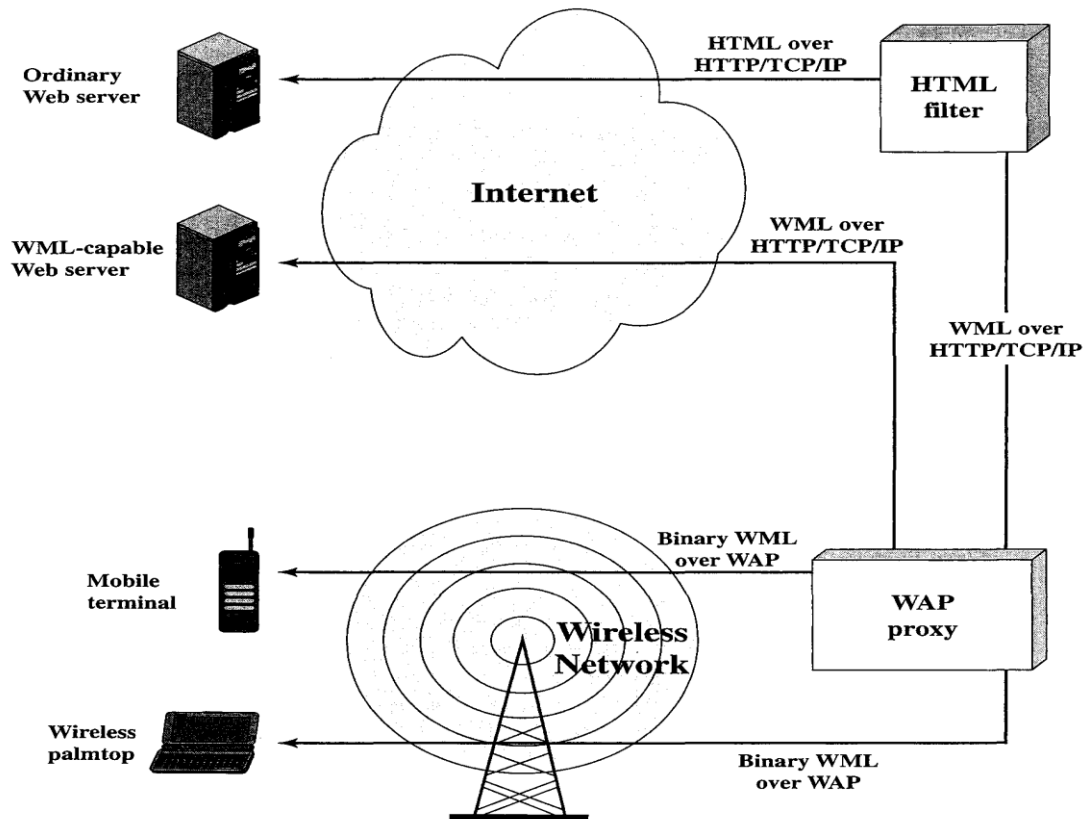 HTML over
HTTP/TCP/IP
Ordinary
Web server
HTML
filter
Internet
WML-capable
Web server
WML over
HTTP/TCP/IP
WML over
HTTP/TCP/IP
Binary WML
over WAP
Mobile
terminal
WAP
proxy
Wireless
Network
Wireless
palmtop
Binary WML
over WAP